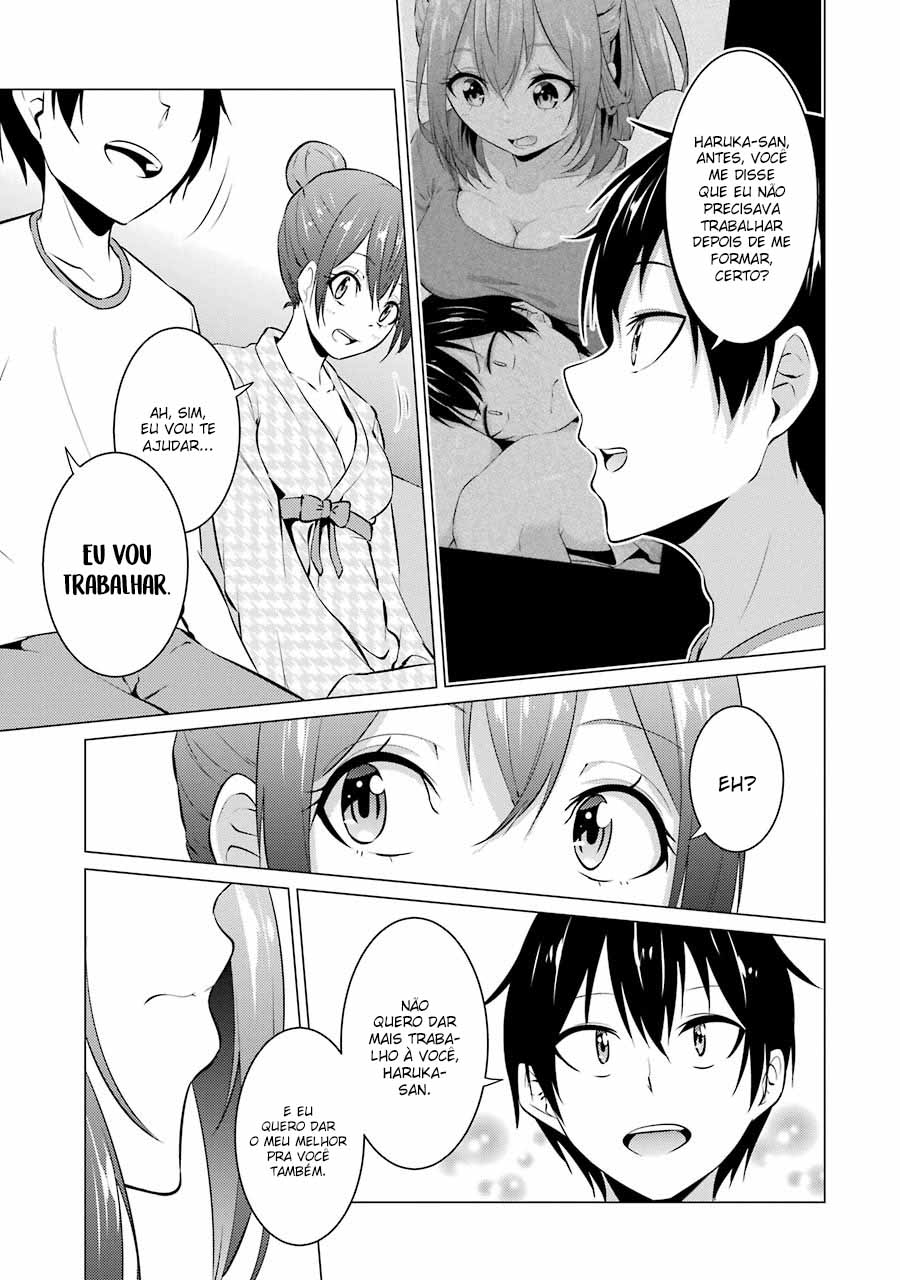 HARUKA-SAN,
ANTES, VOCÊ
ME DISSE
QUE EU NÃO
PRECISAVA
TRABALHAR
DEPOIS DE ME
FORMAR,
CERTO?
AH, SIM,
EU VOU TE
AJUDAR...
EU VOU
TRABALHAR.
EH?
NÃO
QUERO DAR
MAIS TRABA-
LHO À VOCÊ,
HARUKA-
SAN.
E EU
QUERO DAR
O MEU MELHOR
PRA VOCÊ
TAMBÉM.